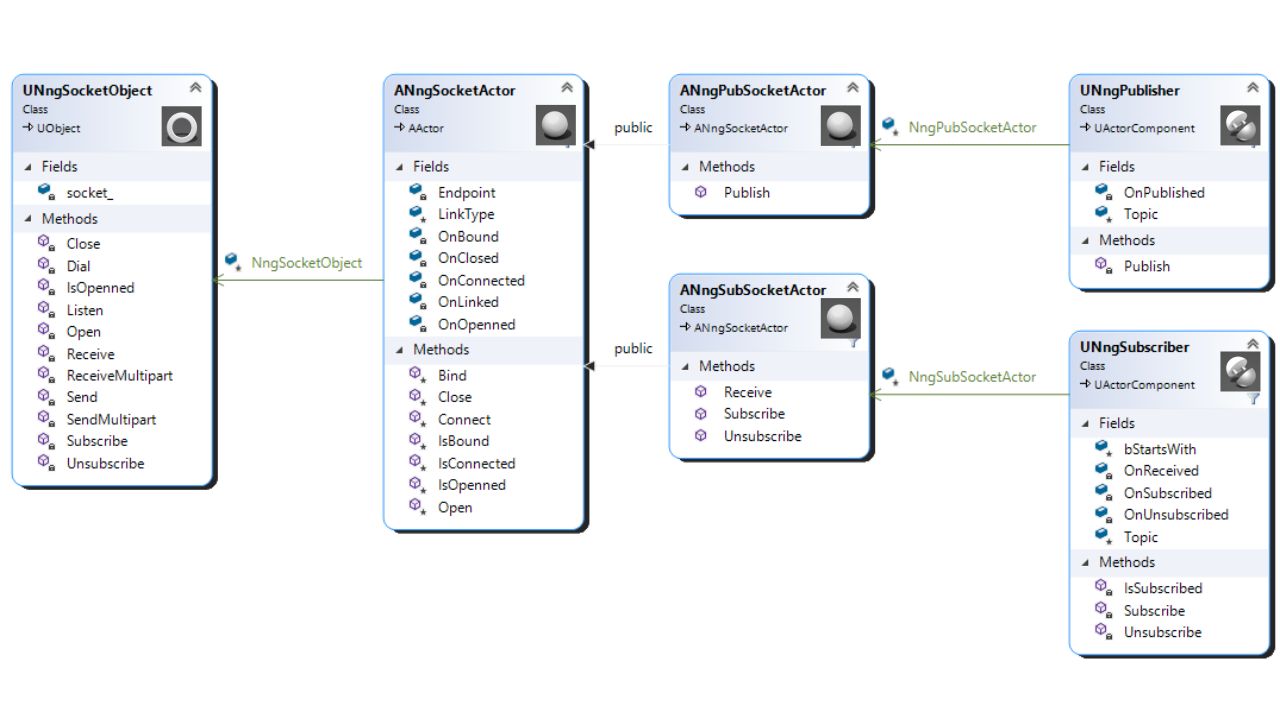 UNngSocketObject
Class
UObject
Fields
socket_
Methods
Close
Dial
IsOpenned
Listen
Open
Receive
ReceiveMultipart
Send
SendMultipart
Subscribe
Unsubscribe
NngSocketObject
ANngSocketActor
Class
AActor
Fields
Endpoint
LinkType
OnBound
OnClosed
OnConnected
OnLinked
OnOpenned
Methods
Bind
Close
Connect
IsBound
IsConnected
IsOpenned
Open
public
public
ANngPubSocketActor
Class
ANngSocketActor
Methods
Publish
ANngSubSocketActor
Class
ANngSocketActor
Methods
Receive
Subscribe
Unsubscribe
NngPubSocketActor
NngSubSocketActor
UNngPublisher
Class
UActorComponent
Fields
OnPublished
Topic
Methods
Publish
UNngSubscriber
Class
UActorComponent
Fields
bStartsWith
OnReceived
OnSubscribed
OnUnsubscribed
Topic
Methods
IsSubscribed
Subscribe
Unsubscribe